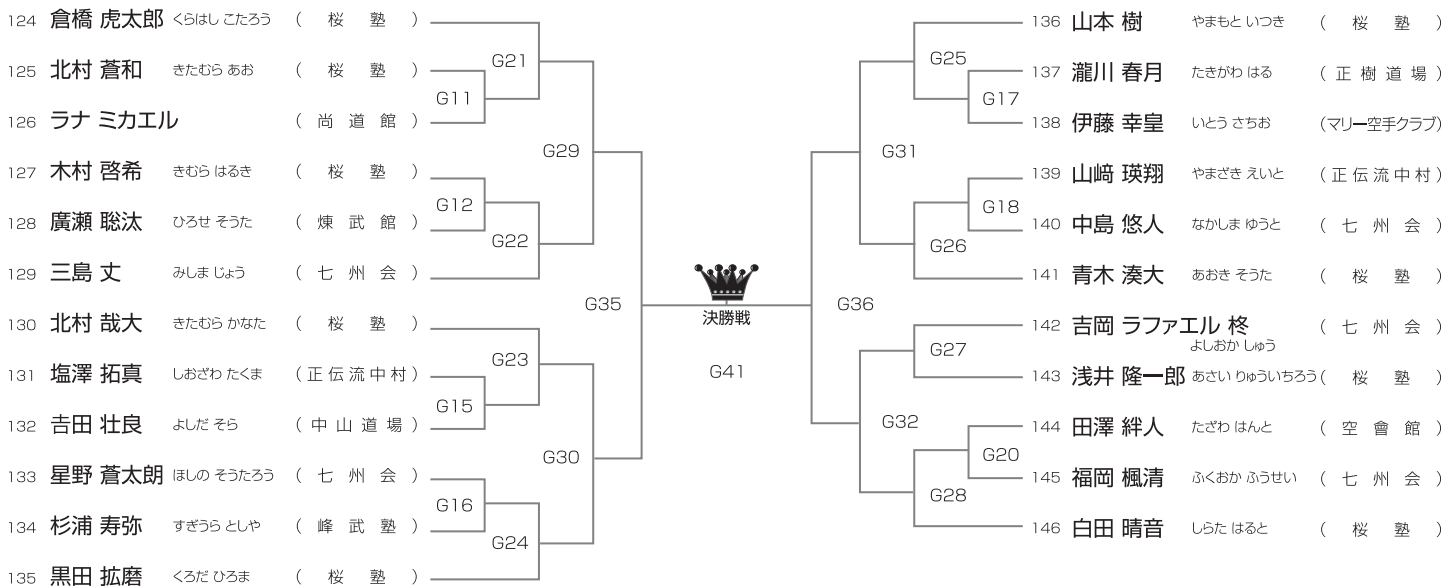 124 倉橋 虎太郎 くらはし こたろう （ 桜 塾 ）
125 北村 蒼和 きたむら あお （ 桜 塾 ）
126 ラナ ミカエル （ 尚 道 館 ）
127 木村 啓希 きむら はるき （ 桜 塾 ）
128 廣瀬 聡汰 ひろせ そうた （ 煉 武 館 ）
129 三島 丈 みしま じょう （ 七 州 会 ）
130 北村 哉大 きたむら かなた （ 桜 塾 ）
131 塩澤 拓真 しおざわ たくま （正伝流中村）
132 𠮷田 壮良 よしだ そら （ 中 山 道 場 ）
133 星野 蒼太朗 ほしの そうたろう （ 七 州 会 ）
134 杉浦 寿弥 すぎうら としや （ 峰 武 塾 ）
135 黒田 拡磨 くろだ ひろま （ 桜 塾 ）
G21
G11
G29
G12
G22
G35
G23
G15
G30
G16
G24
決勝戦
G41
G25
G17
G31
G18
G26
G36
G27
G32
G20
G28
136 山本 樹 やまもと いつき （ 桜 塾 ）
137 瀧川 春月 たきがわ はる （ 正 樹 道 場 ）
138 伊藤 幸皇 いとう さちお （マリー空手クラブ）
139 山﨑 瑛翔 やまざき えいと （正伝流中村）
140 中島 悠人 なかしま ゆうと （ 七 州 会 ）
141 青木 湊大 あおき そうた （ 桜 塾 ）
142 吉岡 ラファエル 柊 （ 七 州 会 ）
よしおか しゅう
143 浅井 隆一郎 あさい りゅういちろう （ 桜 塾 ）
144 田澤 絆人 たざわ はんと （ 空 會 館 ）
145 福岡 楓清 ふくおか ふうせい （ 七 州 会 ）
146 白田 晴音 しらた はると （ 桜 塾 ）